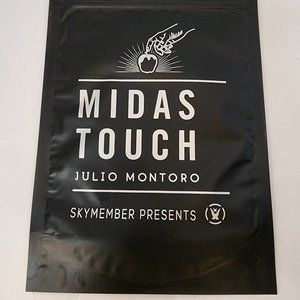 MIDAS
TOUCH
JULIO MONTORO
SKYMEMBER PRESENTS